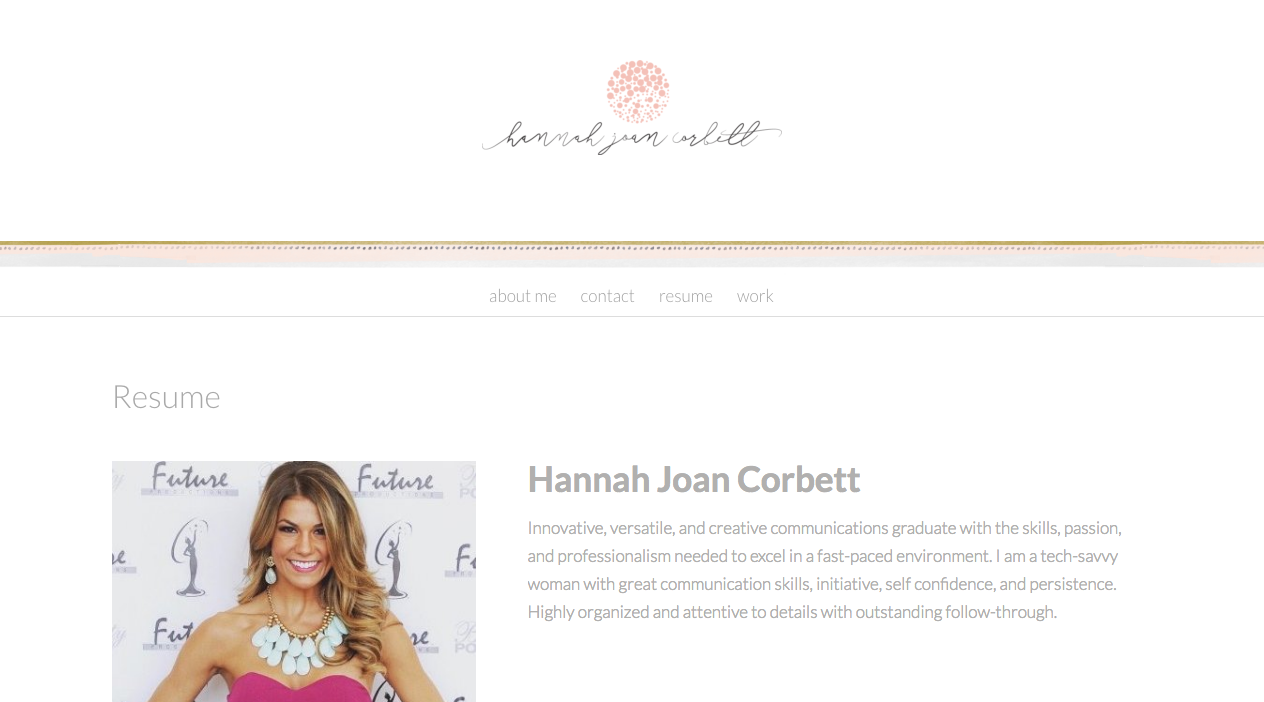 hannah joan corbett
about me contact resume work
Resume
Future Future
PRODUCTIONS PRODUCTIONS
Hannah Joan Corbett
Innovative, versatile, and creative communications graduate with the skills, passion,
and professionalism needed to excel in a fast-paced environment. I am a tech-savvy
woman with great communication skills, initiative, self confidence, and persistence.
Highly organized and attentive to details with outstanding follow-through.